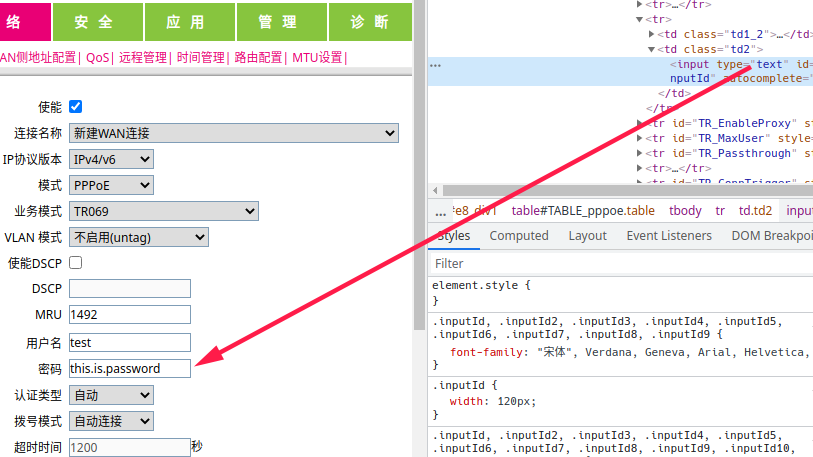 络 安 全 应 用 管 理 诊 断
AN侧地址配置| QoS| 远程管理| 时间管理| 路由配置| MTU设置|
使能
连接名称 新建WAN连接
IP协议版本 IPv4/v6
模式 PPPoE
业务模式 TR069
VLAN 模式 不启用(untag)
使能DSCP
DSCP
MRU 1492
用户名 test
密码 this.is.password
认证类型 自动
拨号模式 自动连接
超时时间 1200 秒
<tr>…</tr>
<tr>
<td class="td1_2">…</td>
<td class="td2">
… <input type="text" id=
nputId" autocomplete="
</td>
</tr>
<tr id="TR_EnableProxy" s
<tr id="TR_MaxUser" style
<tr id="TR_Passthrough" s
<tr>…</tr>
<tr id="TR_ConnTrigger" s
… #e8_div1 table#TABLE_pppoe.table tbody tr td.td2 input
Styles Computed Layout Event Listeners DOM Breakpoi
Filter
element.style {
}
.inputId, .inputId2, .inputId3, .inputId4, .inputId5,
.inputId6, .inputId7, .inputId8, .inputId9 {
font-family: "宋体", Verdana, Geneva, Arial, Helvetica,
}
.inputId {
width: 120px;
}
.inputId, .inputId2, .inputId3, .inputId4, .inputId5,
.inputId6, .inputId7, .inputId8, .inputId9, .inputId10,